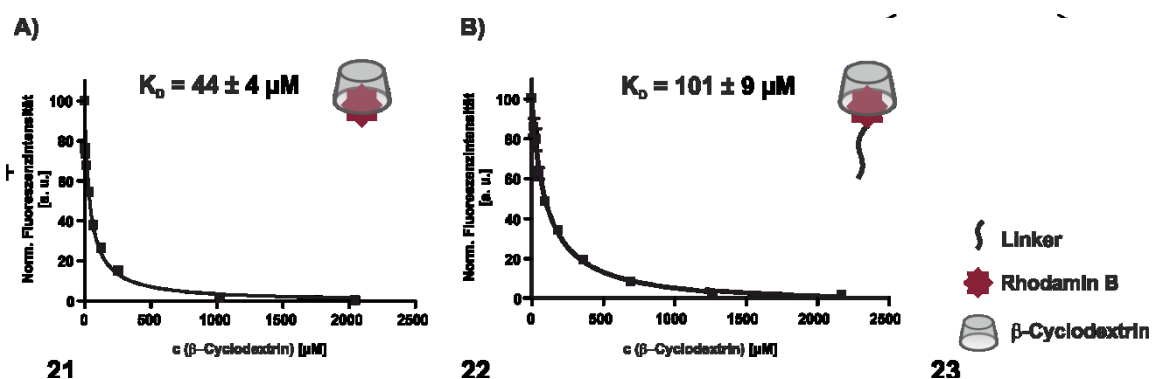 A)
K_D = 44 ± 4 µM
Norm. Fluoreszenzintensität
[a. u.]
100
80
60
40
20
0
0 500 1000 1500 2000 2500
c (β–Cyclodextrin) [µM]
21
B)
K_D = 101 ± 9 µM
Norm. Fluoreszenzintensität
[a. u.]
100
80
60
40
20
0
0 500 1000 1500 2000 2500
c (β–Cyclodextrin) [µM]
22
Linker
Rhodamin B
β-Cyclodextrin
23